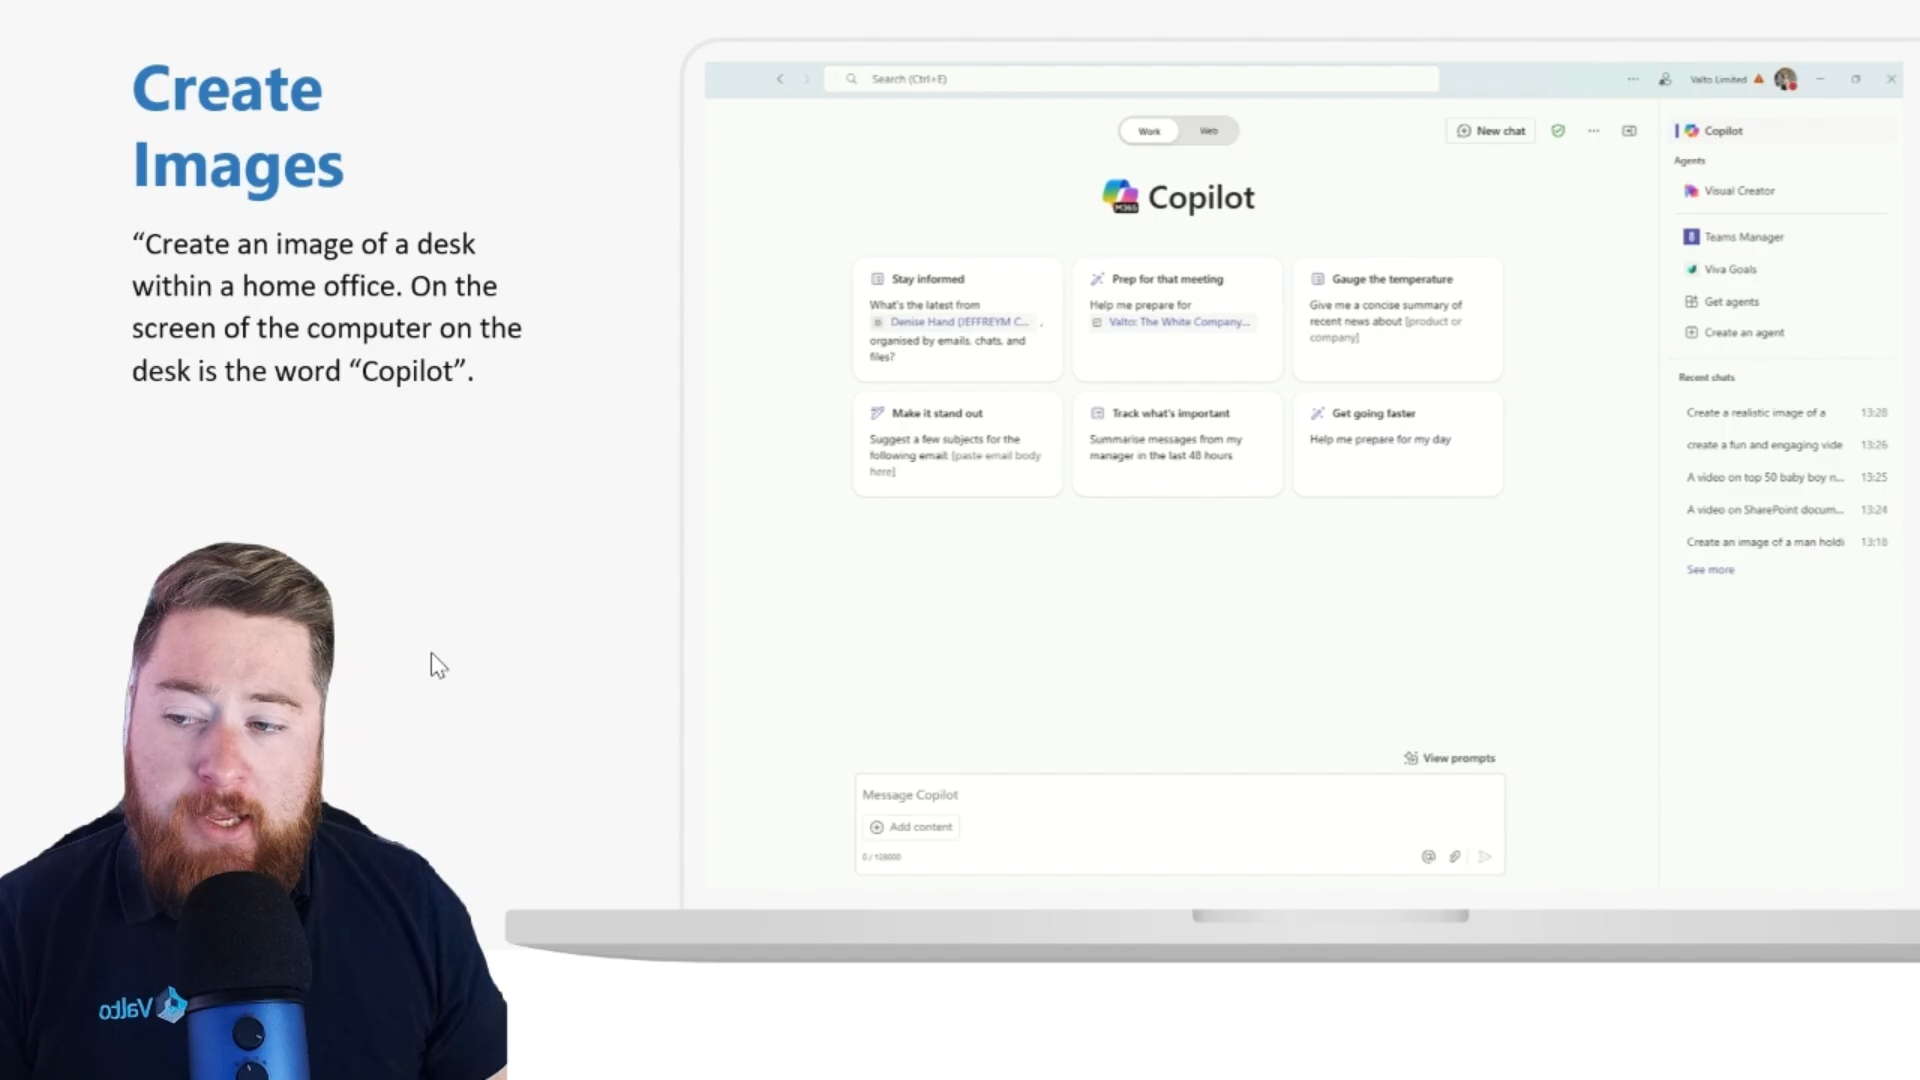 Create
Images
“Create an image of a desk
within a home office. On the
screen of the computer on the
desk is the word “Copilot”.
Valto
Search (Ctrl+E)
Valto Limited
Work
Web
New chat
M365
Copilot
Stay informed
What's the latest from
Denise Hand (JEFFREYM C... ,
organised by emails, chats, and
files?
Prep for that meeting
Help me prepare for
Valto: The White Company...
Gauge the temperature
Give me a concise summary of
recent news about [product or
company]
Make it stand out
Suggest a few subjects for the
following email: [paste email body
here]
Track what's important
Summarise messages from my
manager in the last 48 hours
Get going faster
Help me prepare for my day
View prompts
Message Copilot
Add content
0 / 128000
Copilot
Agents
Visual Creator
Teams Manager
Viva Goals
Get agents
Create an agent
Recent chats
Create a realistic image of a 13:28
create a fun and engaging vide 13:26
A video on top 50 baby boy n... 13:25
A video on SharePoint docum... 13:24
Create an image of a man holdi 13:18
See more